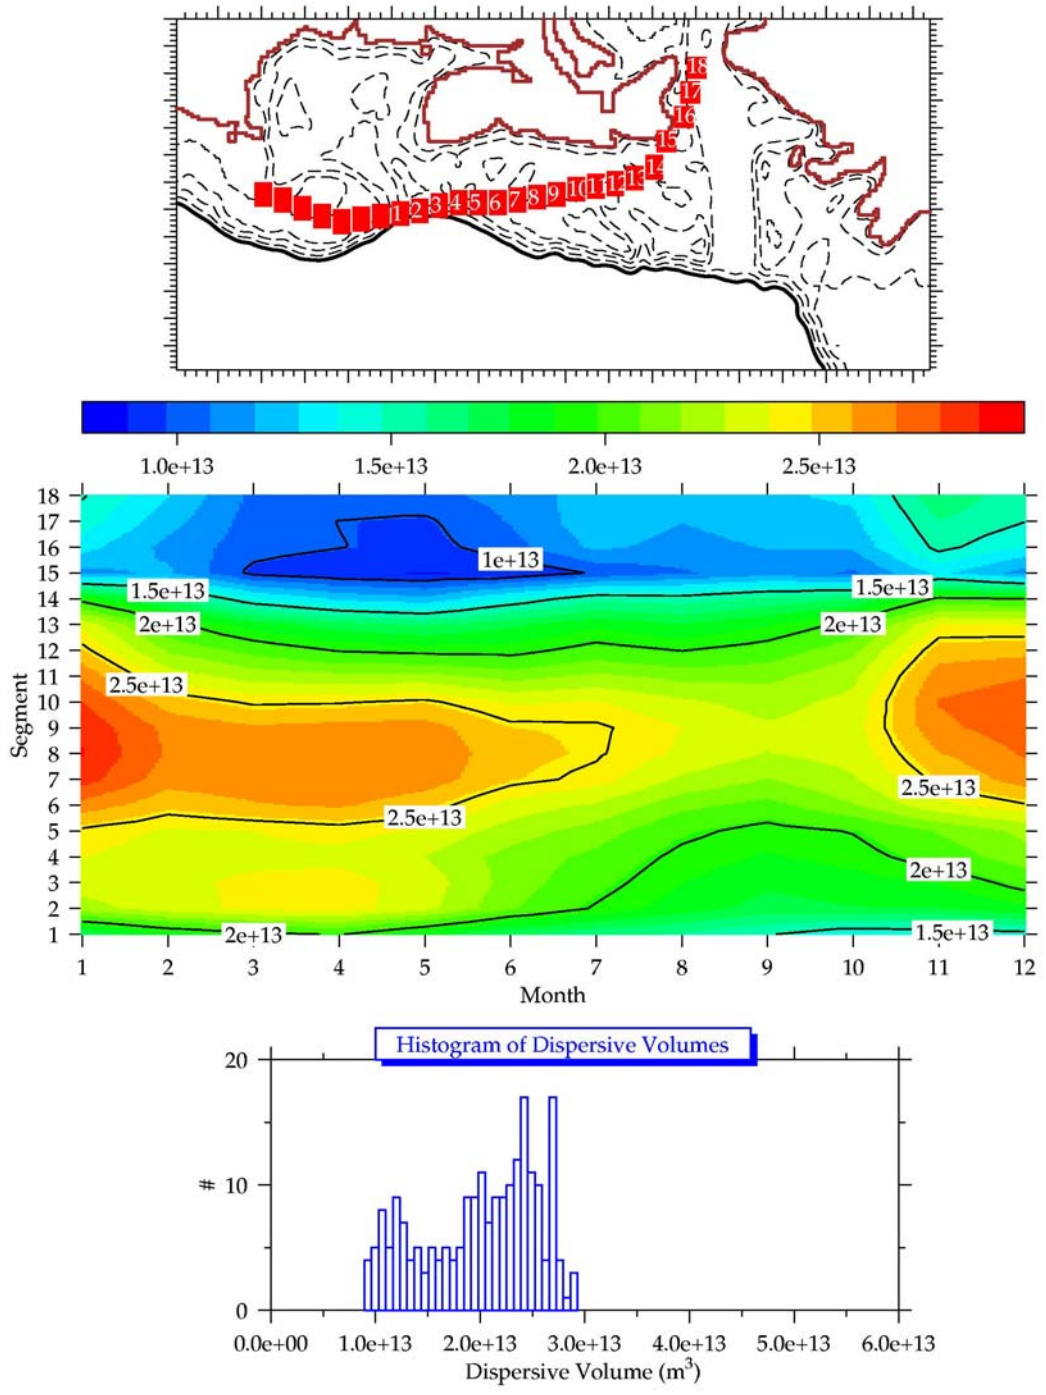 18
17
16
15
14
1 2 3 4 5 6 7 8 9 10 11 12 13
1.0e+13 1.5e+13 2.0e+13 2.5e+13
18
17
16
15
14
13
12
11
10
9
8
7
6
5
4
3
2
1
Segment
1e+13
1.5e+13
1.5e+13
2e+13
2e+13
2.5e+13
2.5e+13
2.5e+13
2e+13
2e+13
1.5e+13
1 2 3 4 5 6 7 8 9 10 11 12
Month
Histogram of Dispersive Volumes
20
10
0
#
0.0e+00 1.0e+13 2.0e+13 3.0e+13 4.0e+13 5.0e+13 6.0e+13
Dispersive Volume (m³)